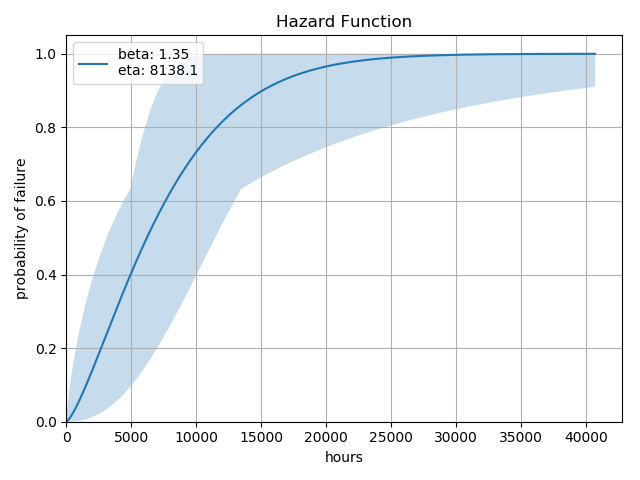 Hazard Function
beta: 1.35
eta: 8138.1
probability of failure
1.0
0.8
0.6
0.4
0.2
0.0
0 5000 10000 15000 20000 25000 30000 35000 40000
hours